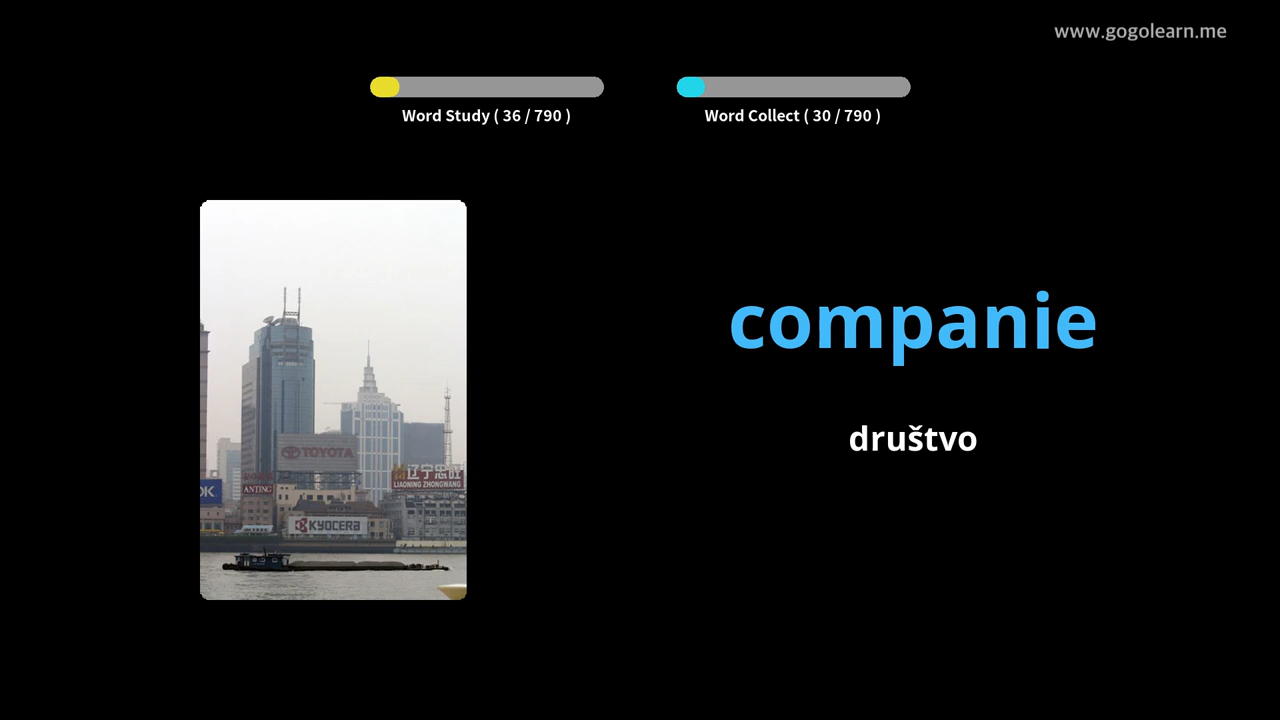 www.gogolearn.me
Word Study ( 36 / 790 )
Word Collect ( 30 / 790 )
companie
društvo
TOYOTA
辽宁忠旺
LIAONING ZHONGWANG
ANTING
KYOCERA